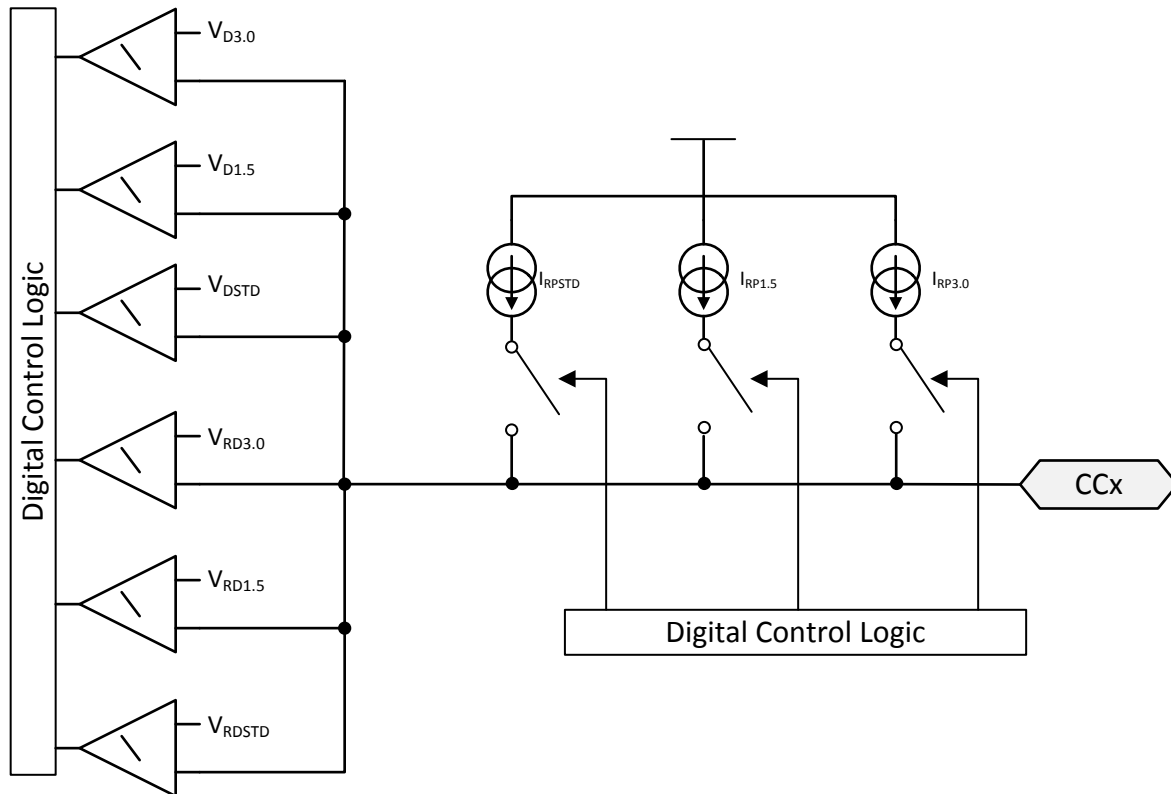 Digital Control Logic
V_D3.0
V_D1.5
V_DSTD
V_RD3.0
V_RD1.5
V_RDSTD
I_RPSTD
I_RP1.5
I_RP3.0
CCx
Digital Control Logic